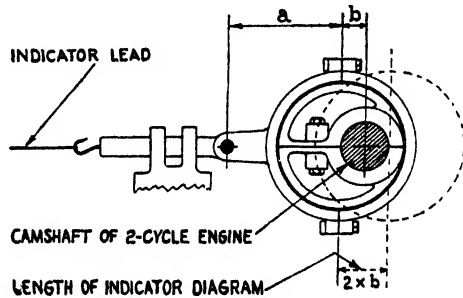 a
b
INDICATOR LEAD
CAMSHAFT OF 2-CYCLE ENGINE
LENGTH OF INDICATOR DIAGRAM
2 × b